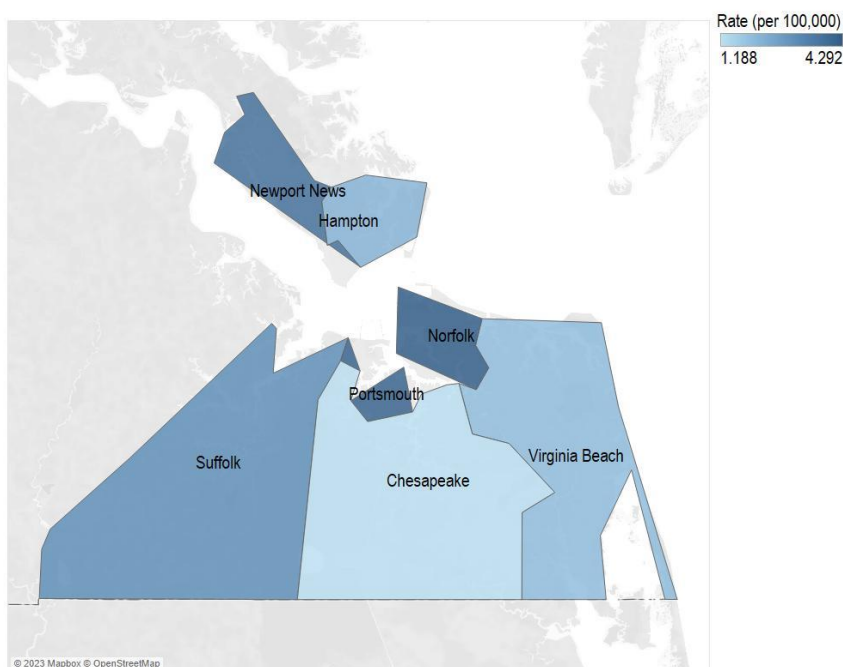 Rate (per 100,000)
1.188 4.292
Newport News
Hampton
Norfolk
Portsmouth
Virginia Beach
Suffolk
Chesapeake
© 2023 Mapbox © OpenStreetMap